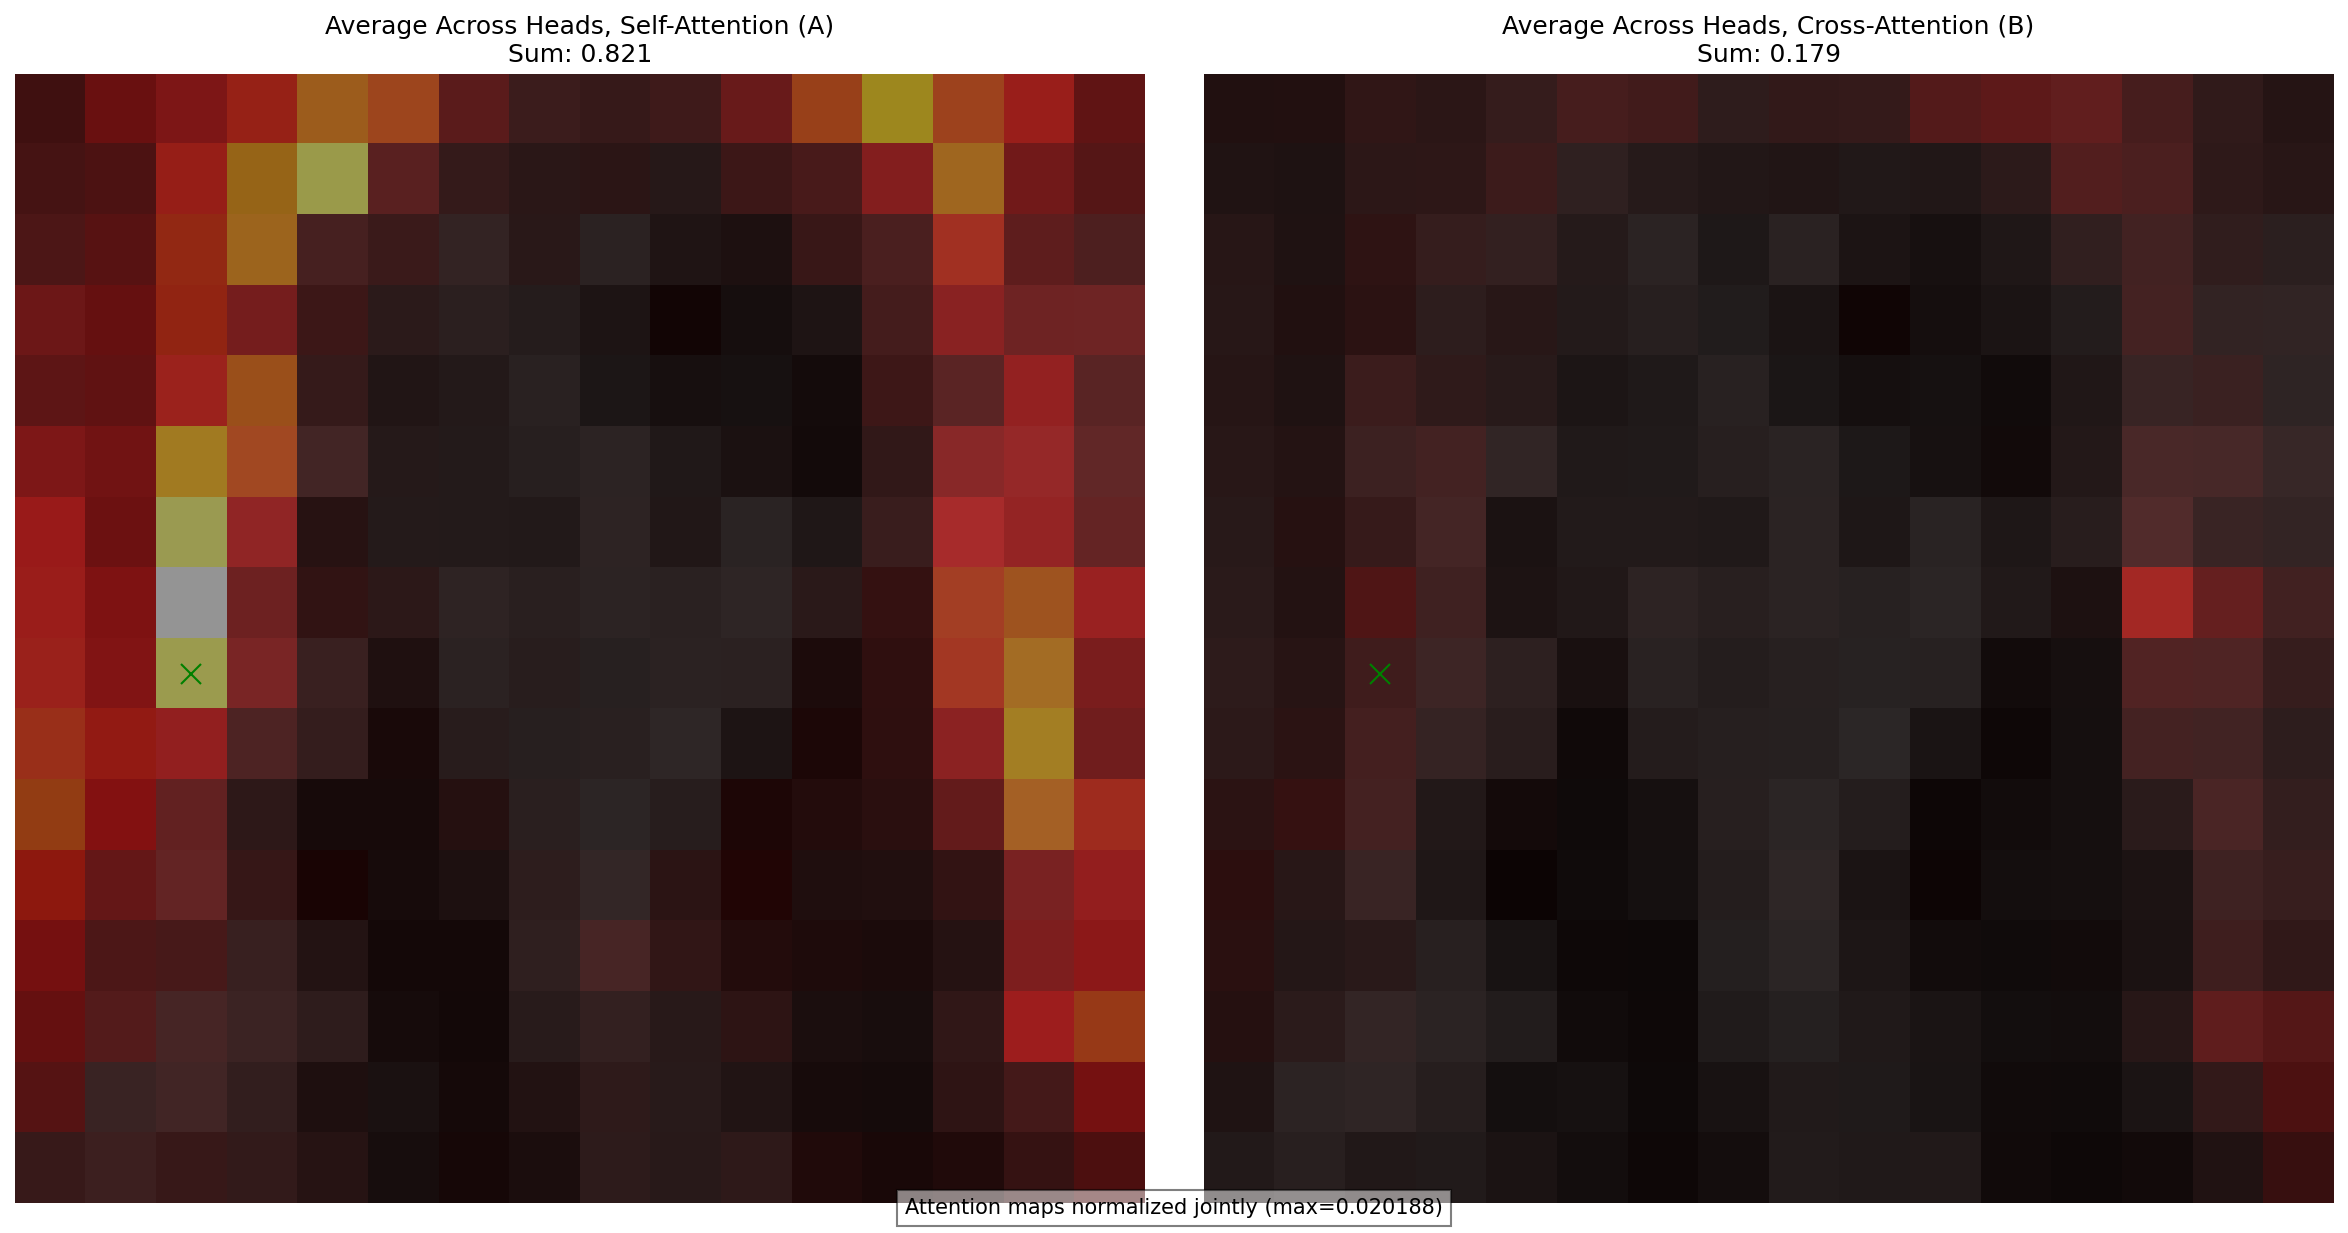 Average Across Heads, Self-Attention (A)
Sum: 0.821
Average Across Heads, Cross-Attention (B)
Sum: 0.179
Attention maps normalized jointly (max=0.020188)